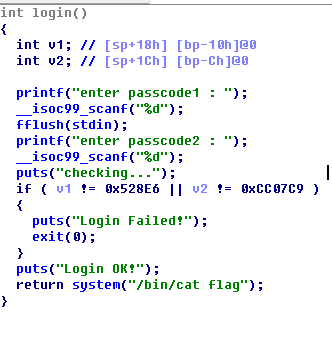 int login()
{
int v1; // [sp+18h] [bp-10h]@0
int v2; // [sp+1Ch] [bp-Ch]@0
printf("enter passcode1 : ");
__isoc99_scanf("%d");
fflush(stdin);
printf("enter passcode2 : ");
__isoc99_scanf("%d");
puts("checking...");
if ( v1 != 0x528E6 || v2 != 0xCC07C9 )
{
puts("Login Failed!");
exit(0);
}
puts("Login OK!");
return system("/bin/cat flag");
}